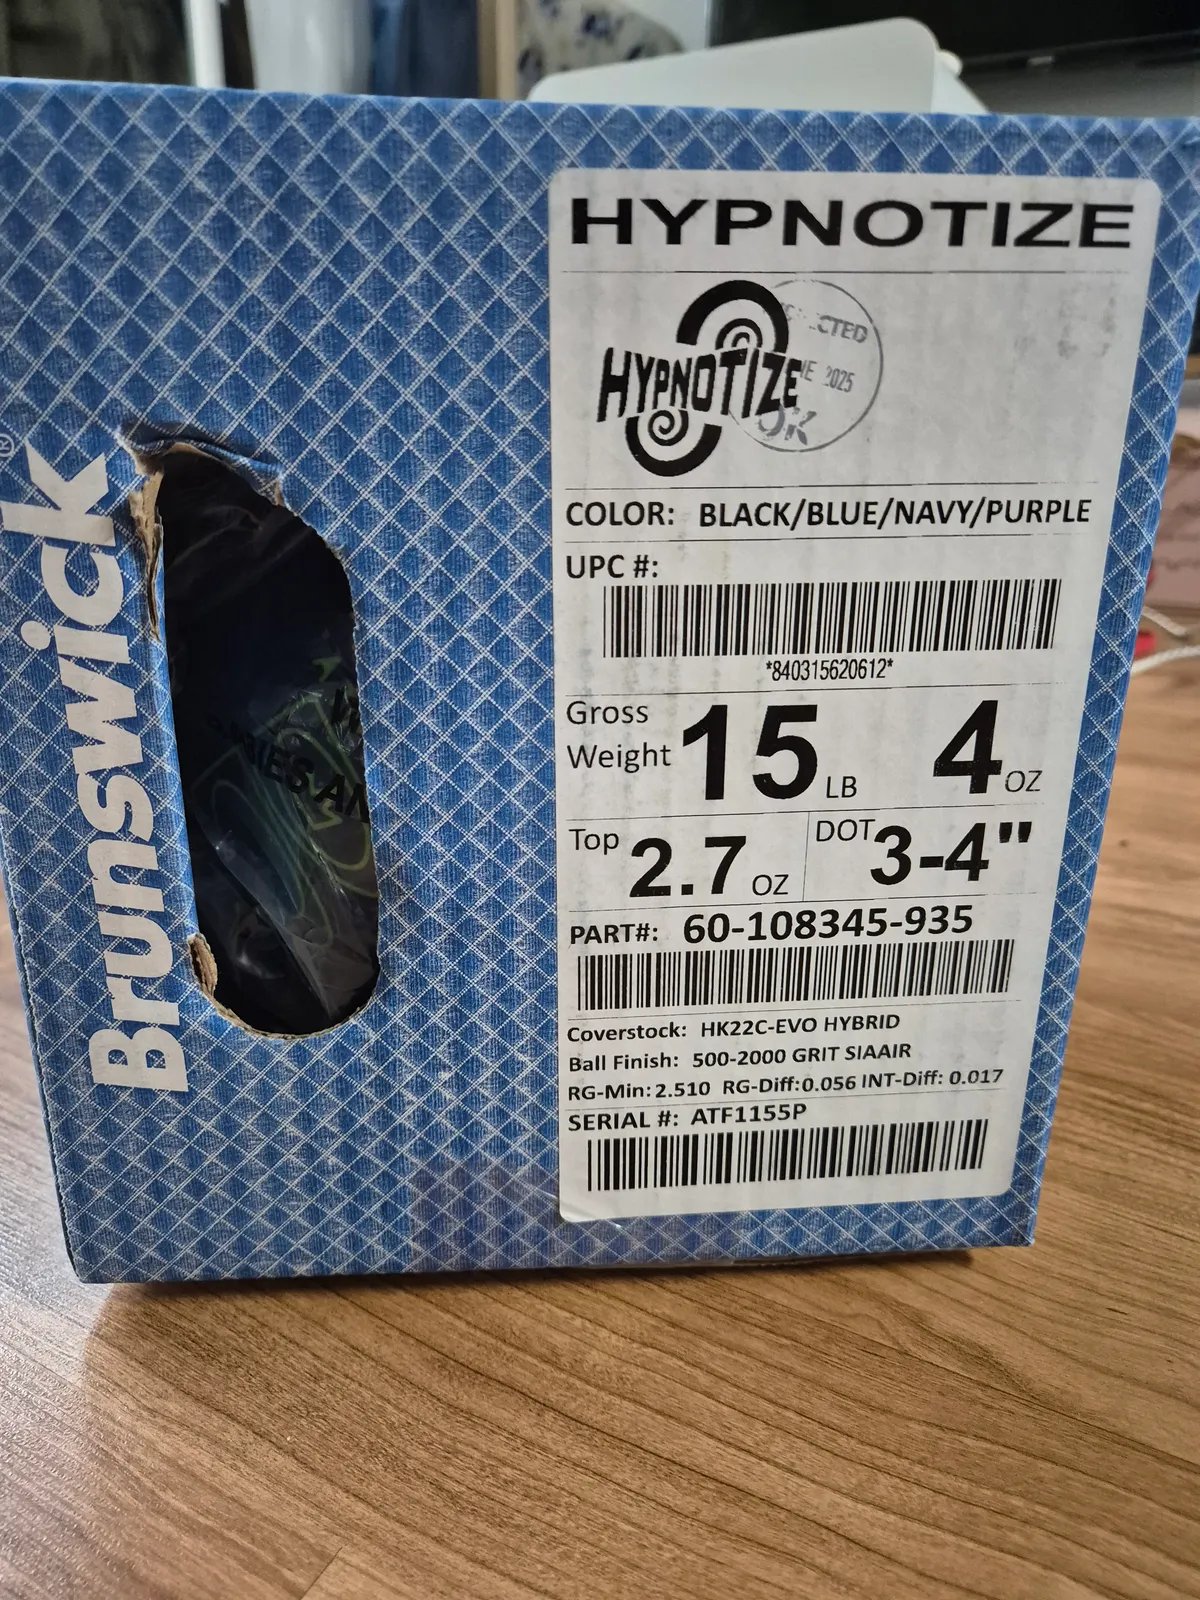 Brunswick®
HYPNOTIZE
HYPNOTIZE
2025
OK
COLOR: BLACK/BLUE/NAVY/PURPLE
UPC #:
*840315620612*
Gross Weight 15 LB 4 OZ
Top 2.7 OZ DOT 3-4"
PART#: 60-108345-935
Coverstock: HK22C-EVO HYBRID
Ball Finish: 500-2000 GRIT SIAAIR
RG-Min: 2.510 RG-Diff:0.056 INT-Diff: 0.017
SERIAL #: ATF1155P